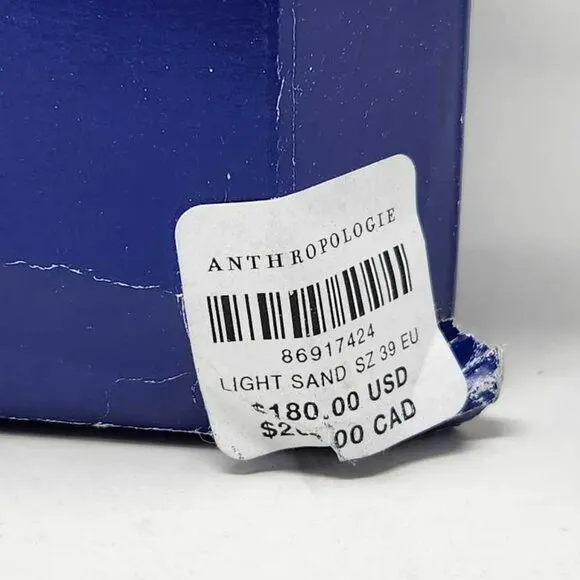 ANTHROPOLOGIE
86917424
LIGHT SAND SZ 39 EU
$180.00 USD
CAD